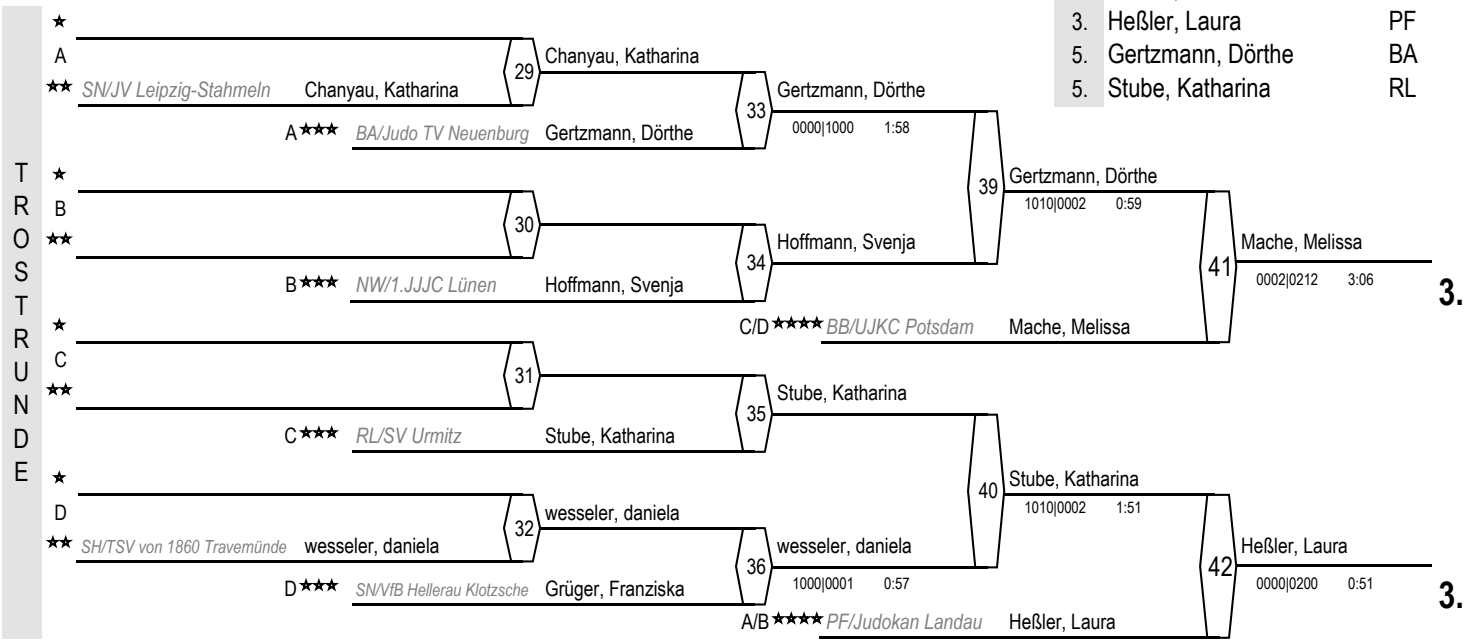 3. Heßler, Laura PF
5. Gertzmann, Dörthe BA
5. Stube, Katharina RL
TROSTRUNDE
A
29
Chanyau, Katharina
SN/JV Leipzig-Stahmeln Chanyau, Katharina
33
Gertzmann, Dörthe
0000|1000 1:58
A BA/Judo TV Neuenburg Gertzmann, Dörthe
39
Gertzmann, Dörthe
1010|0002 0:59
B
30
34
Hoffmann, Svenja
B NW/1.JJJC Lünen Hoffmann, Svenja
41
Mache, Melissa
0002|0212 3:06
3.
C/D BB/UJKC Potsdam Mache, Melissa
C
31
35
Stube, Katharina
C RL/SV Urmitz Stube, Katharina
40
Stube, Katharina
1010|0002 1:51
D
32
wesseler, daniela
SH/TSV von 1860 Travemünde wesseler, daniela
36
wesseler, daniela
1000|0001 0:57
D SN/VfB Hellerau Klotzsche Grüger, Franziska
42
Heßler, Laura
0000|0200 0:51
3.
A/B PF/Judokan Landau Heßler, Laura